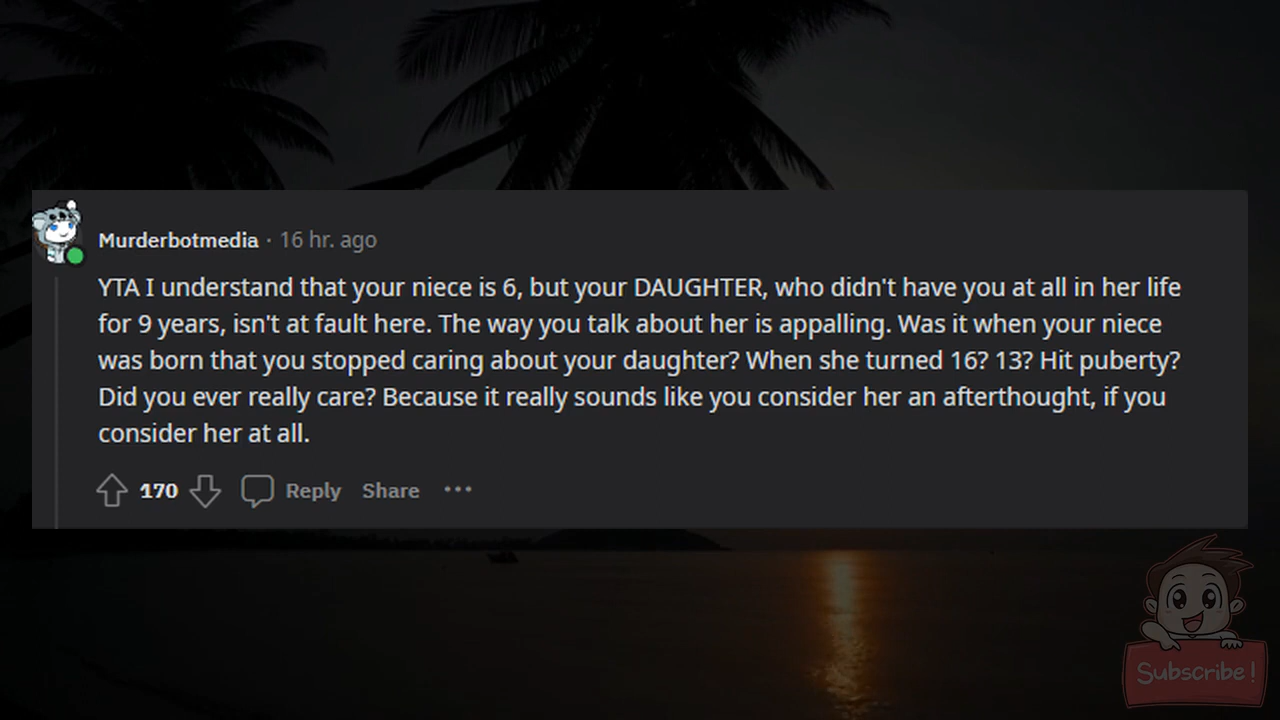 Murderbotmedia · 16 hr. ago
YTA I understand that your niece is 6, but your DAUGHTER, who didn't have you at all in her life
for 9 years, isn't at fault here. The way you talk about her is appalling. Was it when your niece
was born that you stopped caring about your daughter? When she turned 16? 13? Hit puberty?
Did you ever really care? Because it really sounds like you consider her an afterthought, if you
consider her at all.
170 Reply Share ···
Subscribe!